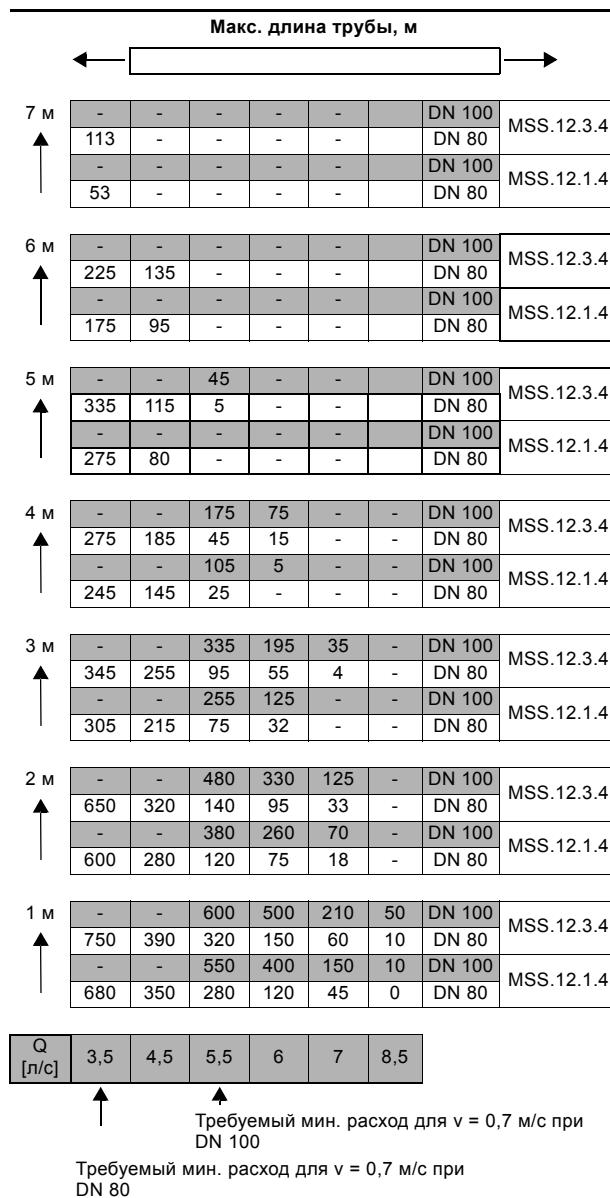 Макс. длина трубы, м
7 м - - - - - DN 100 MSS.12.3.4
113 - - - - DN 80
- - - - - DN 100 MSS.12.1.4
53 - - - - DN 80
6 м - - - - - DN 100 MSS.12.3.4
225 135 - - - DN 80
- - - - - DN 100 MSS.12.1.4
175 95 - - - DN 80
5 м - - 45 - - DN 100 MSS.12.3.4
335 115 5 - - DN 80
- - - - - DN 100 MSS.12.1.4
275 80 - - - DN 80
4 м - - 175 75 - - DN 100 MSS.12.3.4
275 185 45 15 - - DN 80
- - 105 5 - - DN 100 MSS.12.1.4
245 145 25 - - - DN 80
3 м - - 335 195 35 - DN 100 MSS.12.3.4
345 255 95 55 4 - DN 80
- - 255 125 - - DN 100 MSS.12.1.4
305 215 75 32 - - DN 80
2 м - - 480 330 125 - DN 100 MSS.12.3.4
650 320 140 95 33 - DN 80
- - 380 260 70 - DN 100 MSS.12.1.4
600 280 120 75 18 - DN 80
1 м - - 600 500 210 50 DN 100 MSS.12.3.4
750 390 320 150 60 10 DN 80
- - 550 400 150 10 DN 100 MSS.12.1.4
680 350 280 120 45 0 DN 80
Q [л/с] 3,5 4,5 5,5 6 7 8,5
Требуемый мин. расход для v = 0,7 м/с при
DN 100
Требуемый мин. расход для v = 0,7 м/с при
DN 80